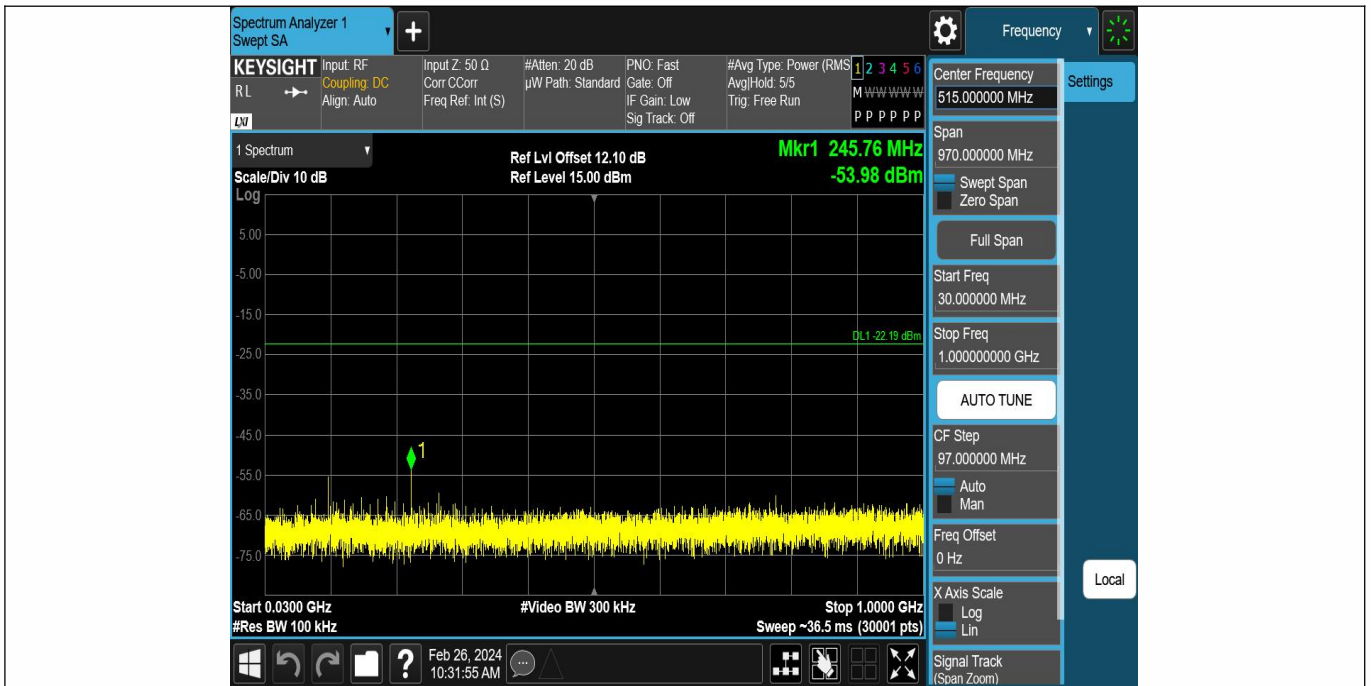 Spectrum Analyzer 1
Swept SA
+
Frequency
KEYSIGHT
RL
LXI
Input: RF
Coupling: DC
Align: Auto
Input Z: 50 Ω
Corr CCorr
Freq Ref: Int (S)
#Atten: 20 dB
µW Path: Standard
PNO: Fast
Gate: Off
IF Gain: Low
Sig Track: Off
#Avg Type: Power (RMS
Avg|Hold: 5/5
Trig: Free Run
1 2 3 4 5 6
M W W W W W
P P P P P P
1 Spectrum
Scale/Div 10 dB
Log
Ref Lvl Offset 12.10 dB
Ref Level 15.00 dBm
Mkr1 245.76 MHz
-53.98 dBm
5.00
-5.00
-15.0
DL1 -22.19 dBm
-25.0
-35.0
-45.0
1
-55.0
-65.0
-75.0
Start 0.0300 GHz
#Res BW 100 kHz
#Video BW 300 kHz
Stop 1.0000 GHz
Sweep ~36.5 ms (30001 pts)
Center Frequency
515.000000 MHz
Settings
Span
970.000000 MHz
Swept Span
Zero Span
Full Span
Start Freq
30.000000 MHz
Stop Freq
1.000000000 GHz
AUTO TUNE
CF Step
97.000000 MHz
Auto
Man
Freq Offset
0 Hz
Local
X Axis Scale
Log
Lin
Signal Track
(Span Zoom)
?
Feb 26, 2024
10:31:55 AM